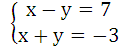 x − y = 7
x + y = −3